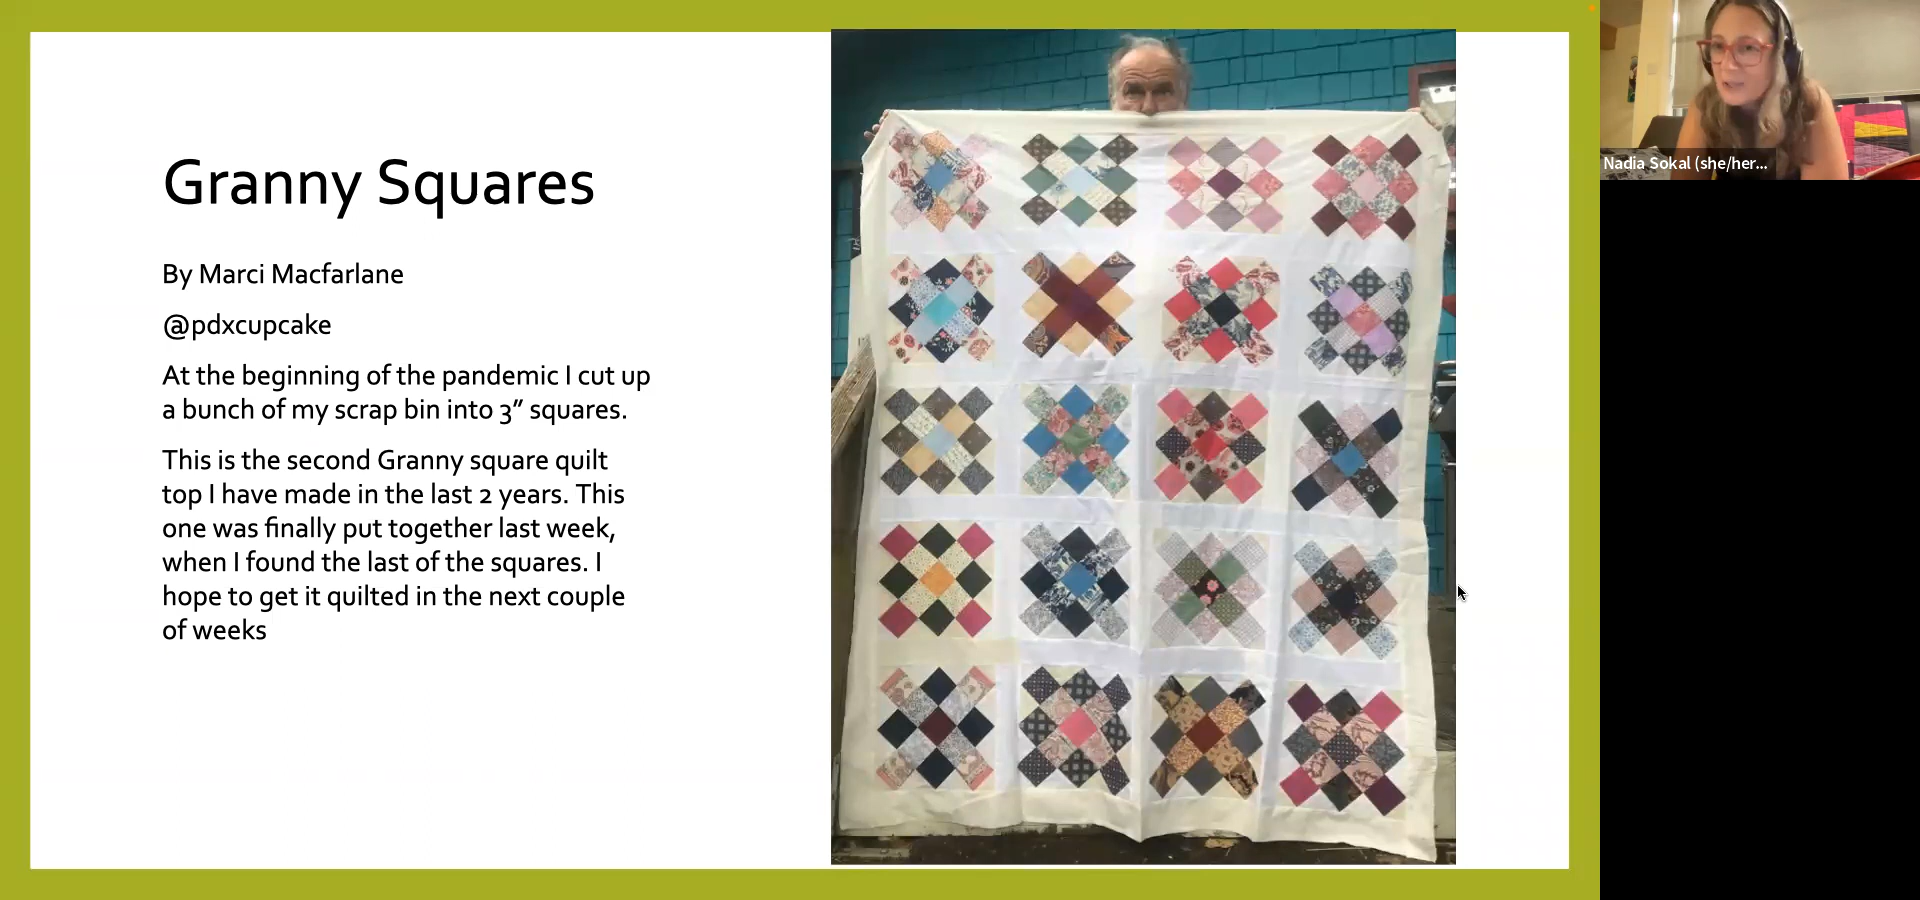 Granny Squares
By Marci Macfarlane
@pdxcupcake
At the beginning of the pandemic I cut up
a bunch of my scrap bin into 3” squares.
This is the second Granny square quilt
top I have made in the last 2 years. This
one was finally put together last week,
when I found the last of the squares. I
hope to get it quilted in the next couple
of weeks
Nadia Sokal (she/her...